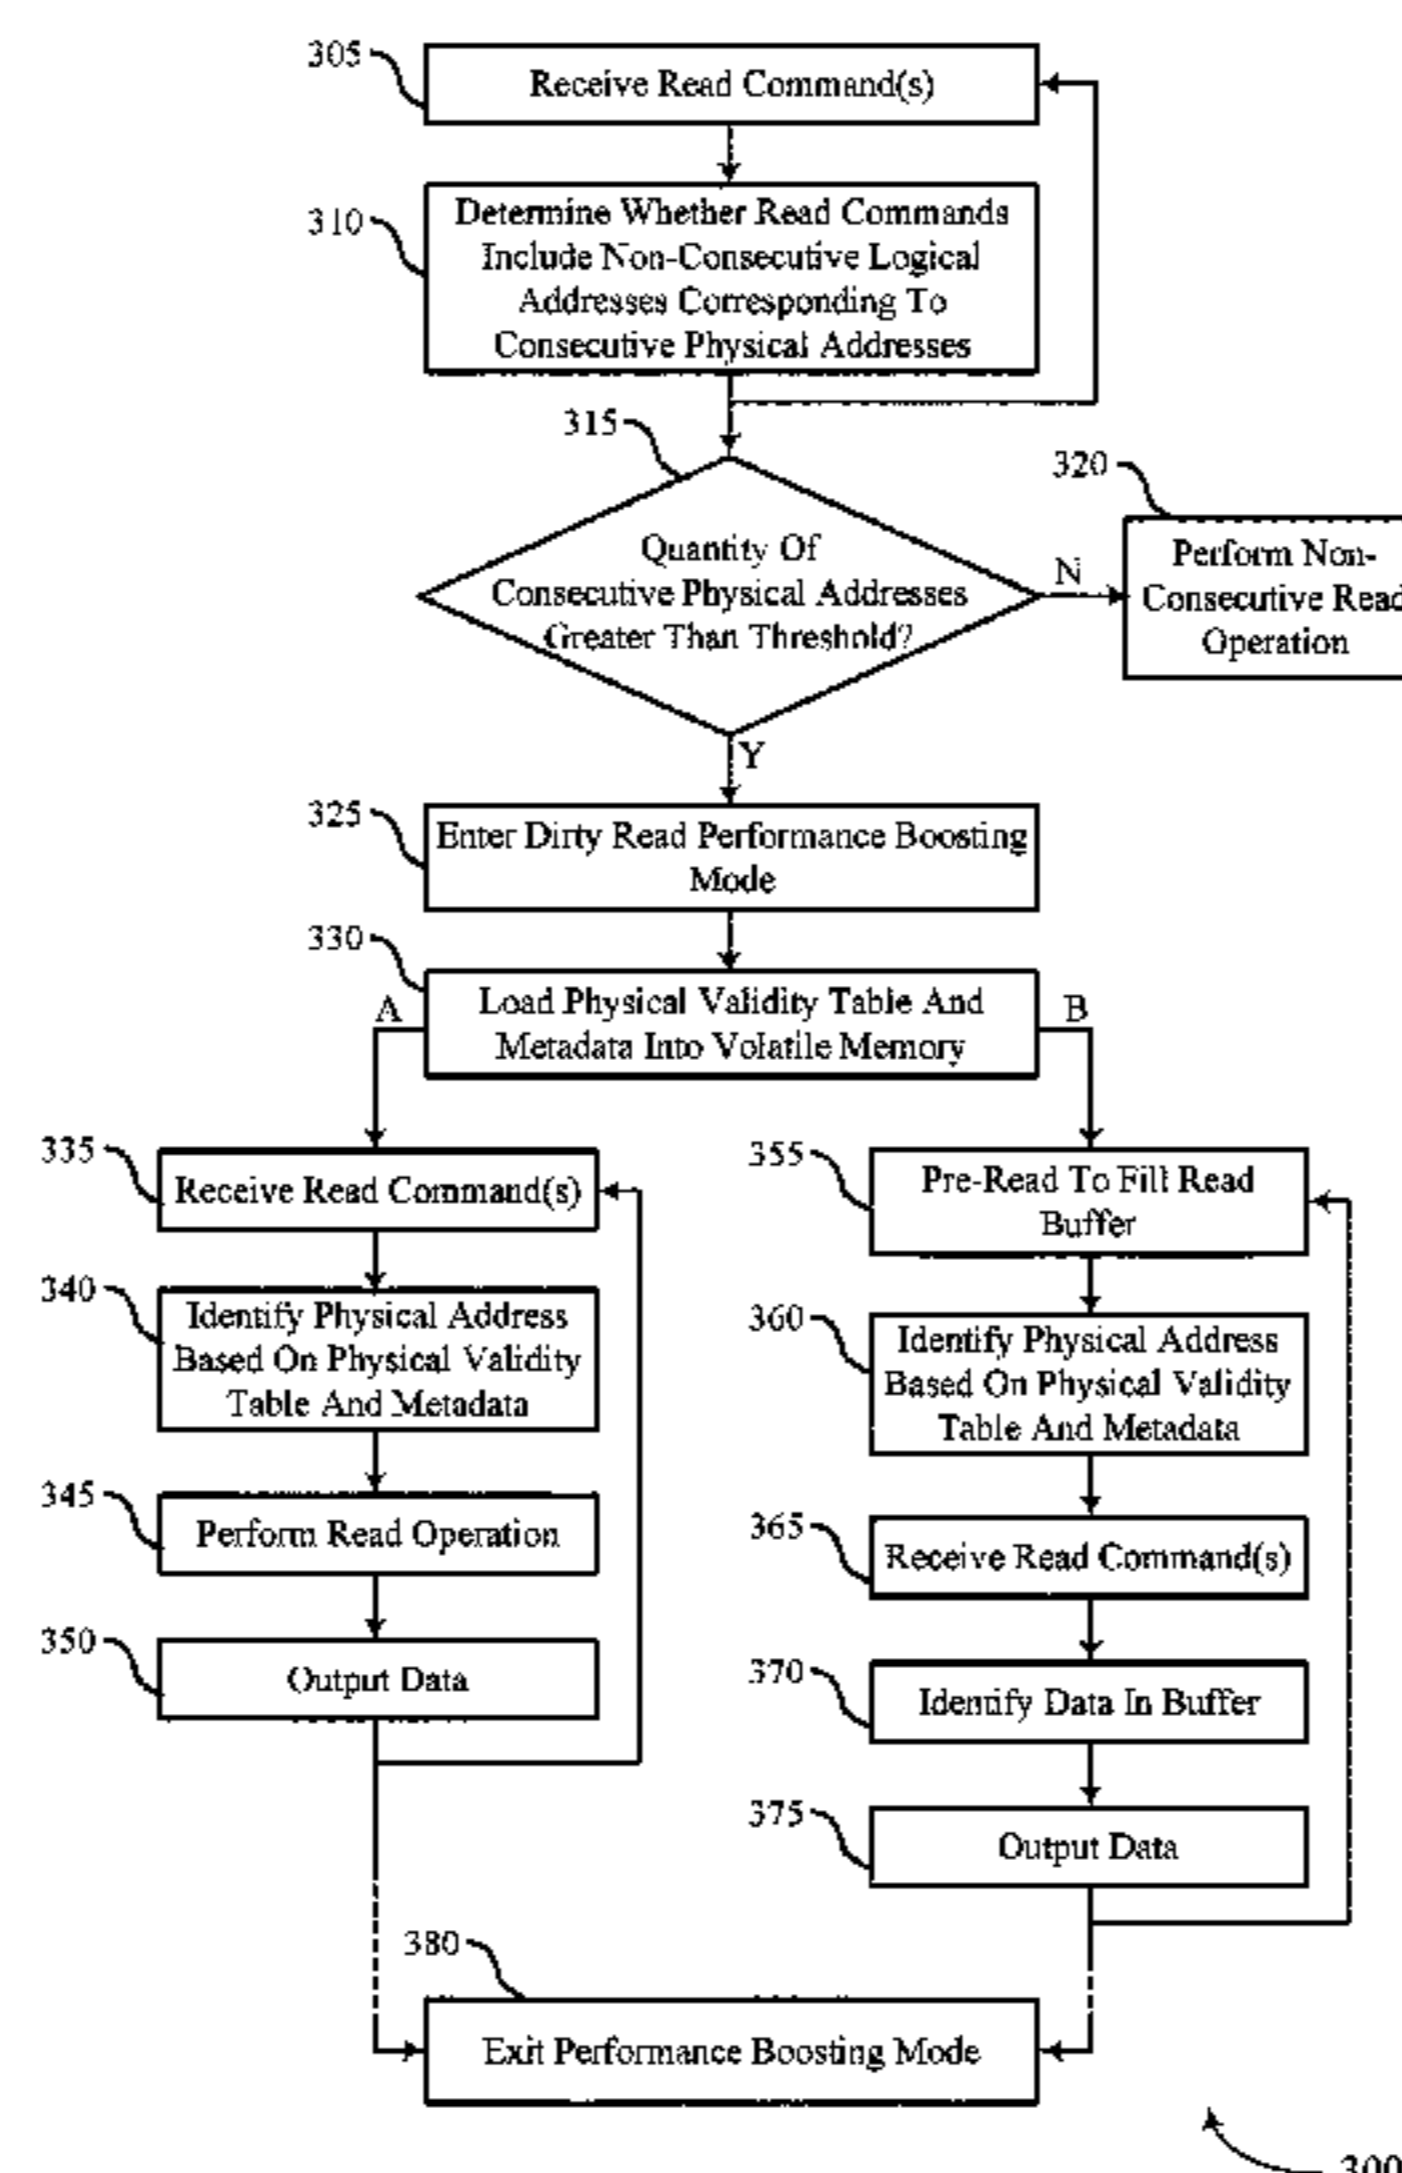 305
Receive Read Command(s)
310
Determine Whether Read Commands
Include Non-Consecutive Logical
Addresses Corresponding To
Consecutive Physical Addresses
315
320
Quantity Of
Consecutive Physical Addresses
Greater Than Threshold?
N
Perform Non-
Consecutive Read
Operation
Y
325
Enter Dirty Read Performance Boosting
Mode
330
A
Load Physical Validity Table And
Metadata Into Volatile Memory
B
335
Receive Read Command(s)
340
Identify Physical Address
Based On Physical Validity
Table And Metadata
345
Perform Read Operation
350
Output Data
355
Pre-Read To Fill Read
Buffer
360
Identify Physical Address
Based On Physical Validity
Table And Metadata
365
Receive Read Command(s)
370
Identify Data In Buffer
375
Output Data
380
Exit Performance Boosting Mode
300